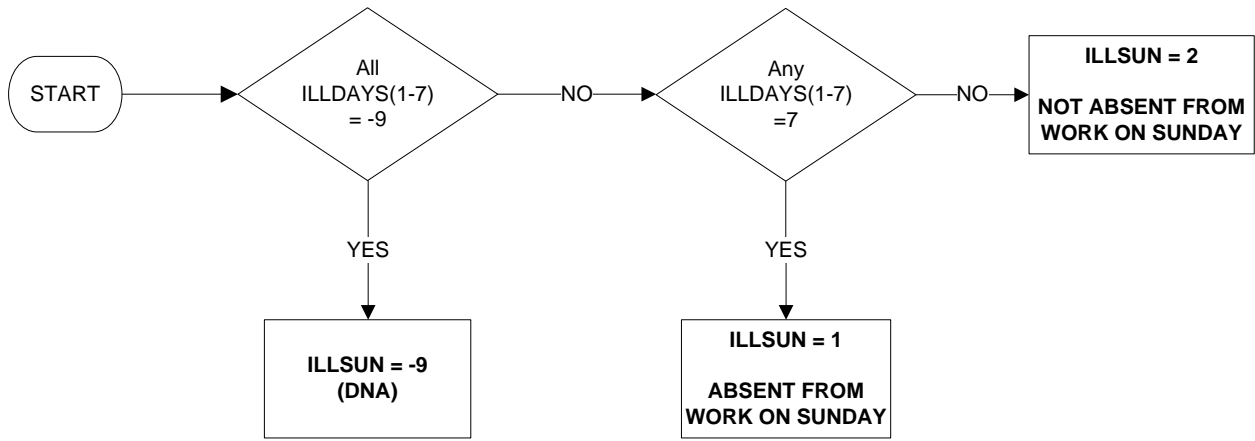 START
All
ILLDAYS(1-7)
= -9
NO
Any
ILLDAYS(1-7)
=7
NO
ILLSUN = 2
NOT ABSENT FROM
WORK ON SUNDAY
YES
YES
ILLSUN = -9
(DNA)
ILLSUN = 1
ABSENT FROM
WORK ON SUNDAY